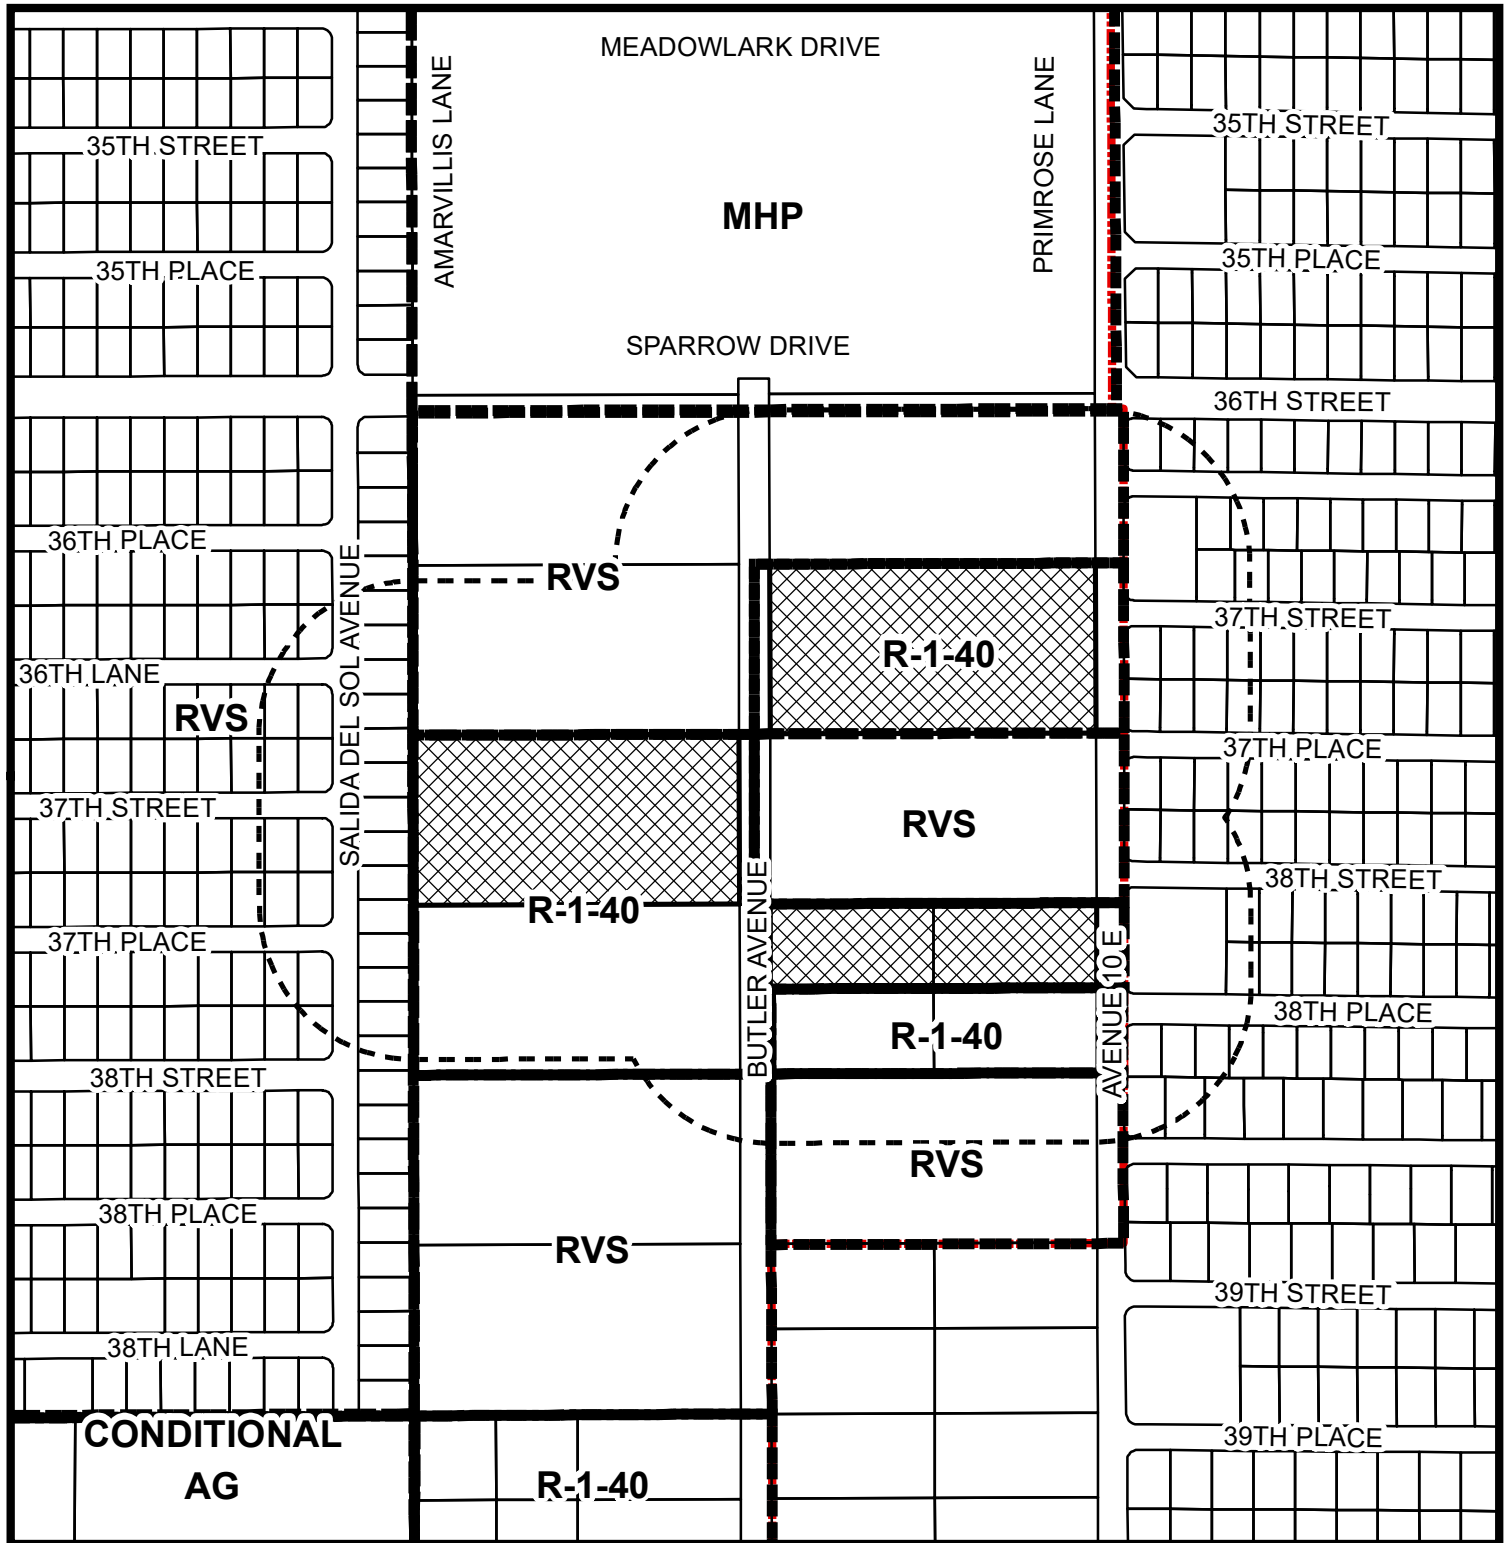 MEADOWLARK DRIVE
AMARVILLIS LANE
PRIMROSE LANE
35TH STREET
35TH STREET
MHP
35TH PLACE
35TH PLACE
SPARROW DRIVE
36TH STREET
36TH PLACE
RVS
37TH STREET
R-1-40
36TH LANE
RVS
SALIDA DEL SOL AVENUE
37TH PLACE
37TH STREET
RVS
38TH STREET
R-1-40
37TH PLACE
BUTLER AVENUE
AVENUE 10 E
38TH PLACE
R-1-40
38TH STREET
RVS
38TH PLACE
RVS
39TH STREET
38TH LANE
CONDITIONAL
AG
39TH PLACE
R-1-40